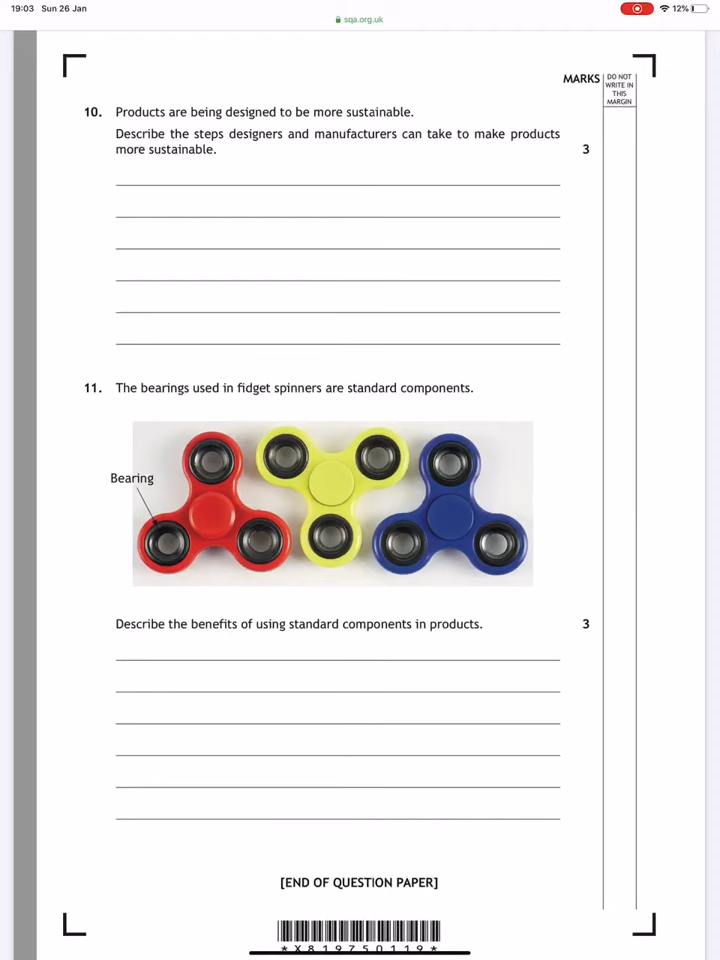 19:03 Sun 26 Jan
12%
sqa.org.uk
MARKS
DO NOT
WRITE IN
THIS
MARGIN
10. Products are being designed to be more sustainable.
Describe the steps designers and manufacturers can take to make products
more sustainable. 3
11. The bearings used in fidget spinners are standard components.
Bearing
Describe the benefits of using standard components in products. 3
[END OF QUESTION PAPER]
*X819750119*